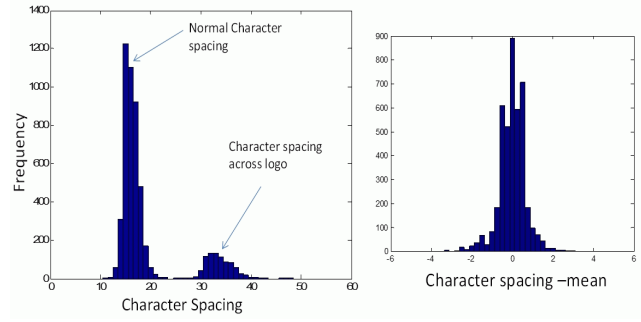 1400
1200
1000
800
600
400
200
0
Frequency
Normal Character
spacing
Character spacing
across logo
0 10 20 30 40 50 60
Character Spacing
900
800
700
600
500
400
300
200
100
0
-6 -4 -2 0 2 4 6
Character spacing –mean